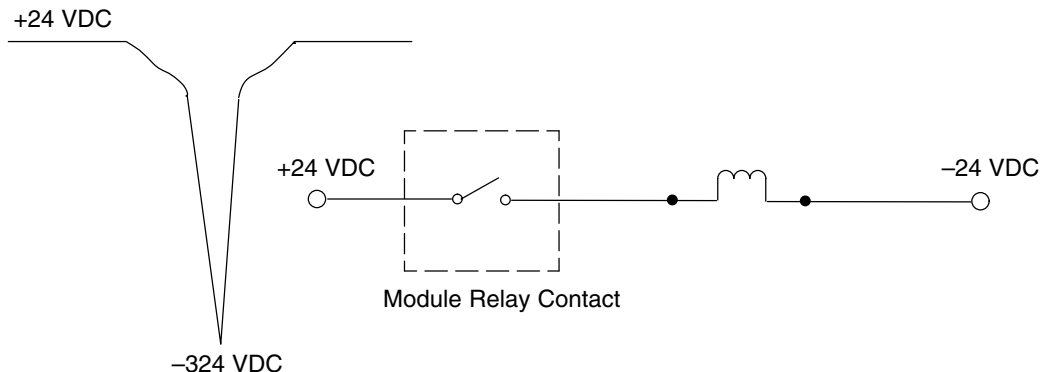 +24 VDC
+24 VDC
–24 VDC
Module Relay Contact
–324 VDC